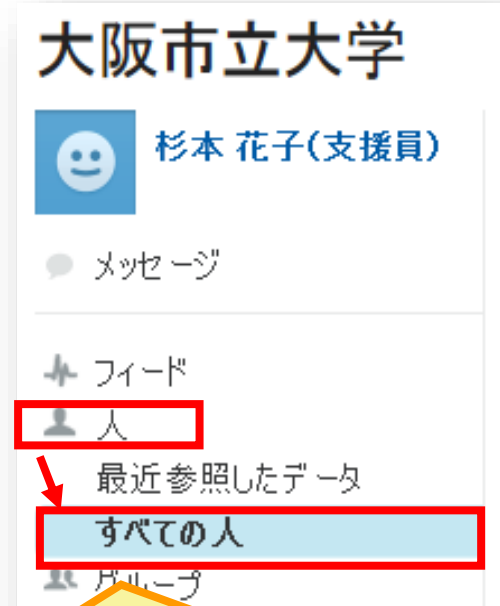 大阪市立大学
杉本 花子(支援員)
メッセージ
フィード
人
最近参照したデータ
すべての人
グループ